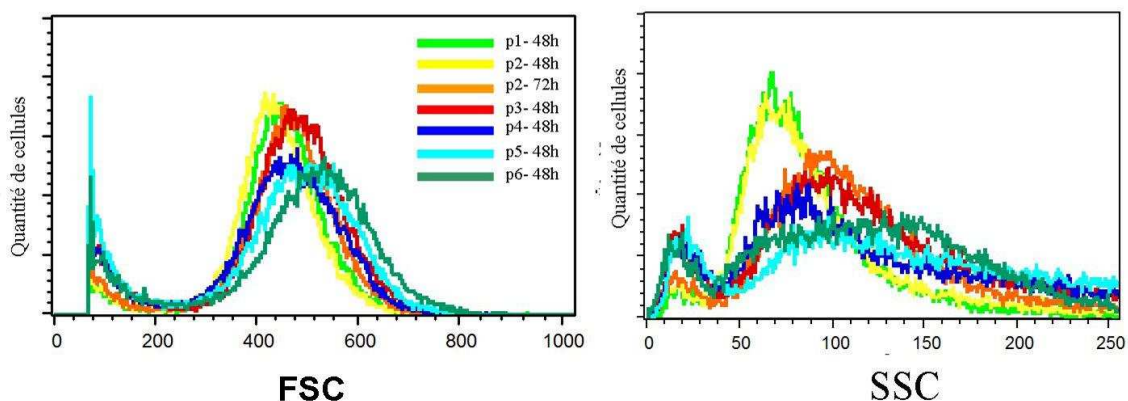 Quantité de cellules
p1- 48h
p2- 48h
p2- 72h
p3- 48h
p4- 48h
p5- 48h
p6- 48h
0 200 400 600 800 1000
FSC
Quantité de cellules
0 50 100 150 200 250
SSC